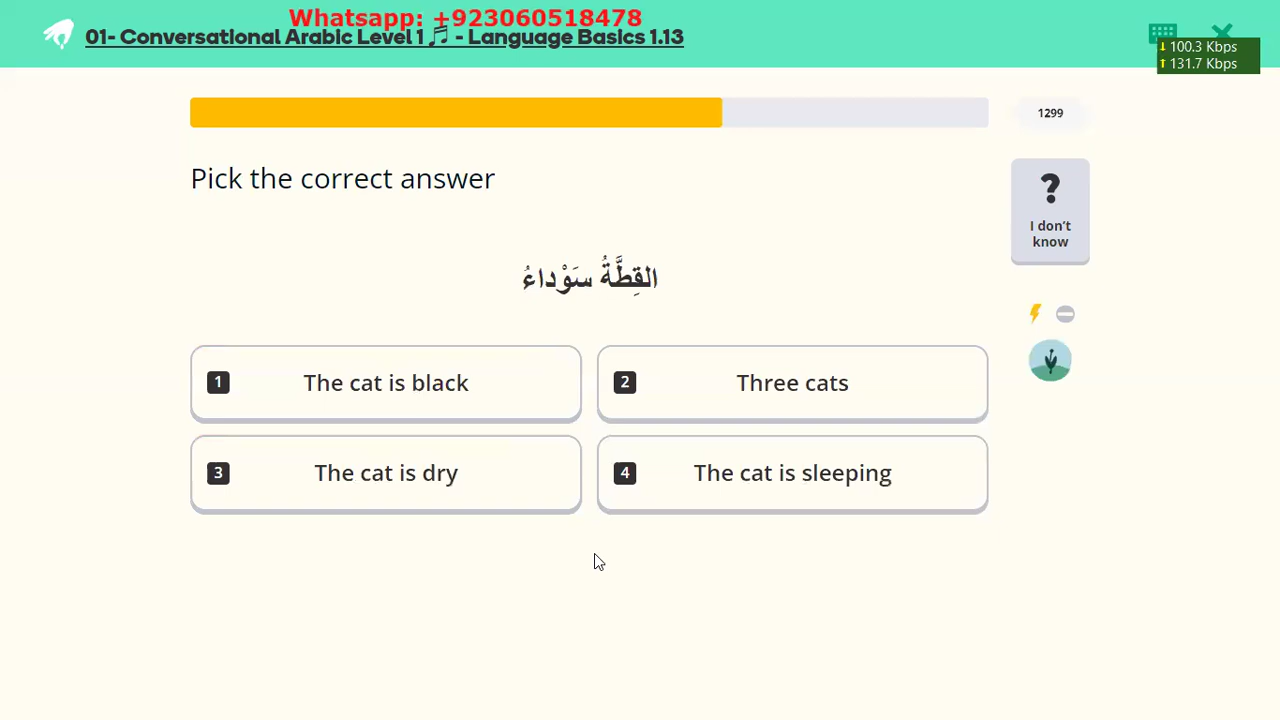 Whatsapp: +923060518478
01- Conversational Arabic Level 1 🎵 - Language Basics 1.13
↓ 100.3 Kbps
↑ 131.7 Kbps
1299
Pick the correct answer
?
I don't
know
القِطَّةُ سَوْداءُ
1 The cat is black
2 Three cats
3 The cat is dry
4 The cat is sleeping